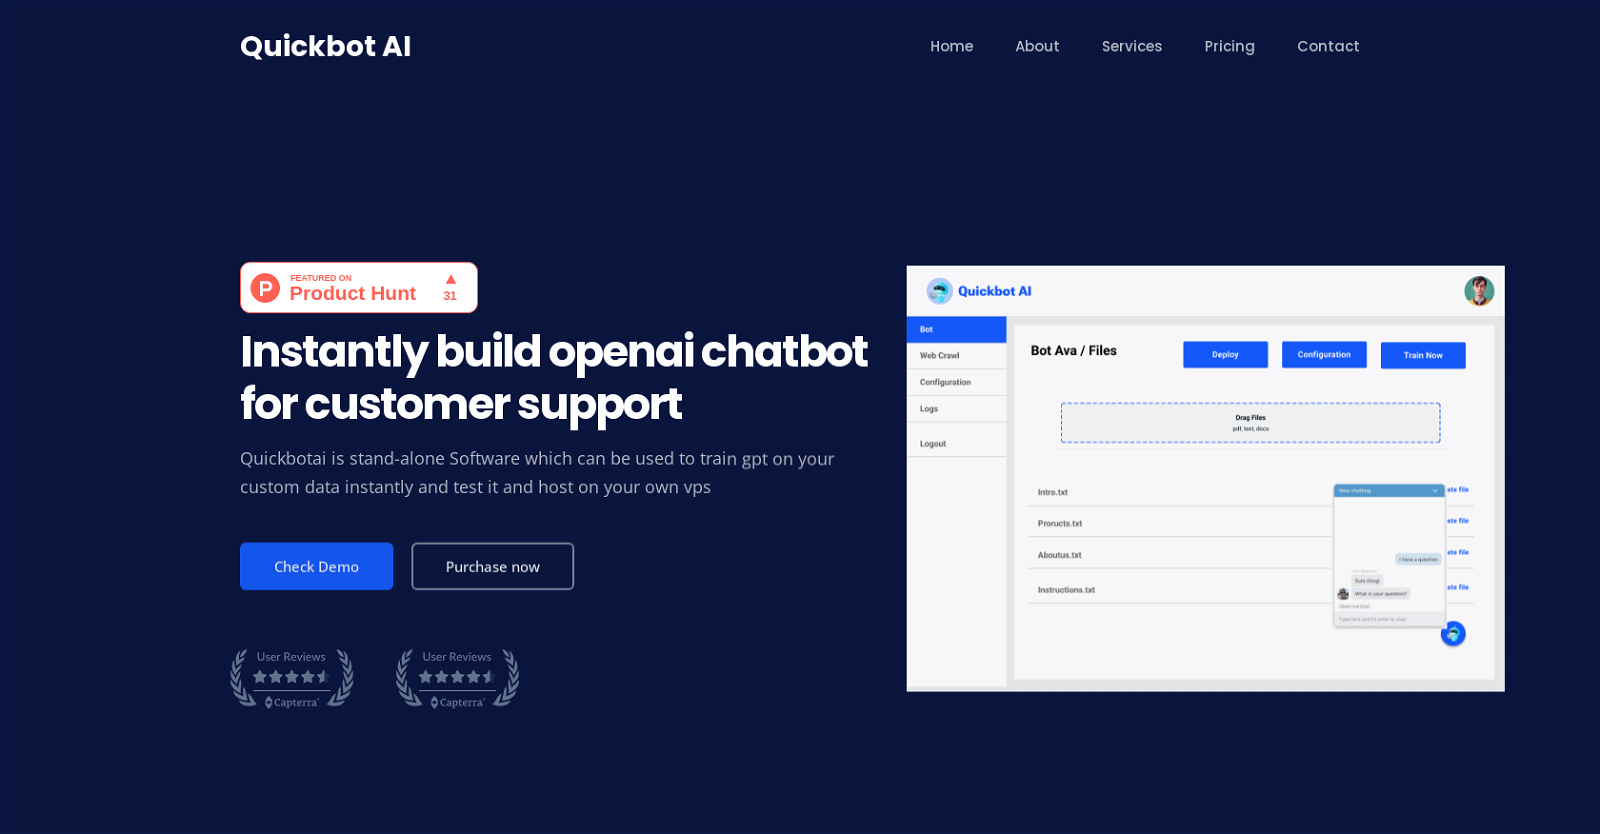 Quickbot AI
Home
About
Services
Pricing
Contact
FEATURED ON
Product Hunt
31
Instantly build openai chatbot
for customer support
Quickbotai is stand-alone Software which can be used to train gpt on your
custom data instantly and test it and host on your own vps
Check Demo
Purchase now
User Reviews
Capterra
User Reviews
Capterra
Quickbot AI
Bot
Web Crawl
Configuration
Logs
Logout
Bot Ava / Files
Deploy
Configuration
Train Now
Drag Files
pdf, text, docs
Intro.txt
ete file
Proructs.txt
ete file
Aboutus.txt
ete file
Instructions.txt
ete file
Now chatting
I have a question
Sure thing!
What is your question?
Type here and hit enter to chat